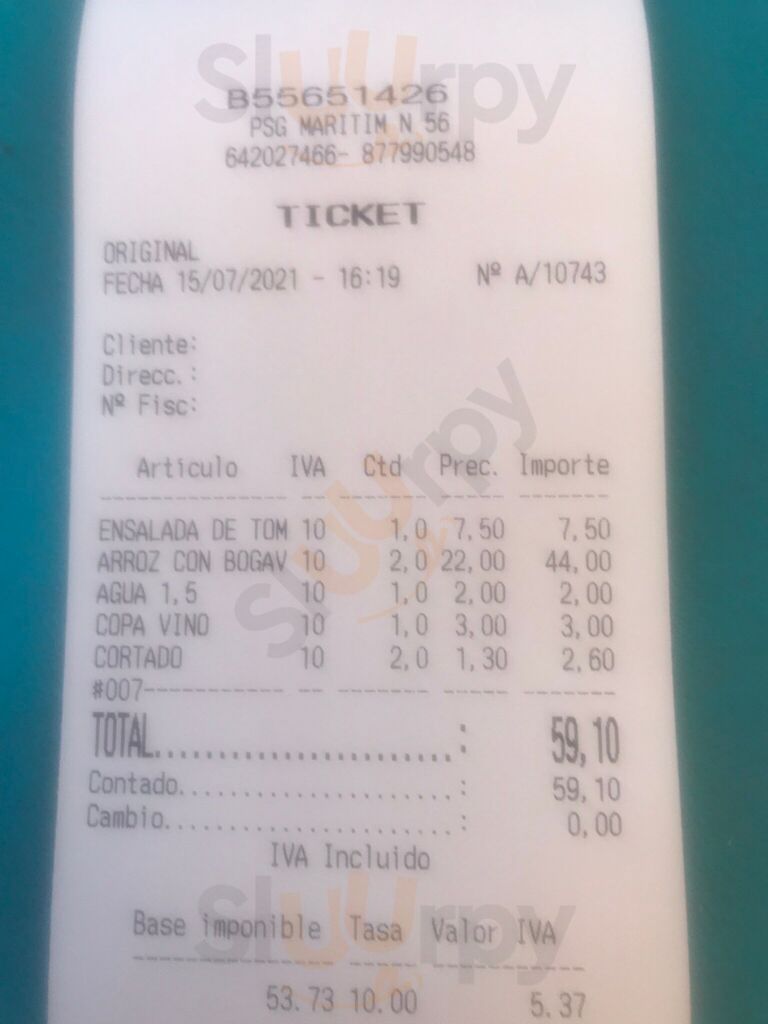 Sluurpy
B55651426
PSG MARITIM N 56
642027466- 877990548
TICKET
ORIGINAL
FECHA 15/07/2021 - 16:19 Nº A/10743
Cliente:
Direcc.:
Nº Fisc:
Sluurpy
Artículo IVA Ctd Prec. Importe
ENSALADA DE TOM 10 1,0 7,50 7,50
ARROZ CON BOGAV 10 2,0 22,00 44,00
AGUA 1,5 10 1,0 2,00 2,00
COPA VINO 10 1,0 3,00 3,00
CORTADO 10 2,0 1,30 2,60
#007
TOTAL.......................: 59,10
Contado.....................: 59,10
Cambio......................: 0,00
IVA Incluido
Sluurpy
Base imponible Tasa Valor IVA
53.73 10.00 5.37